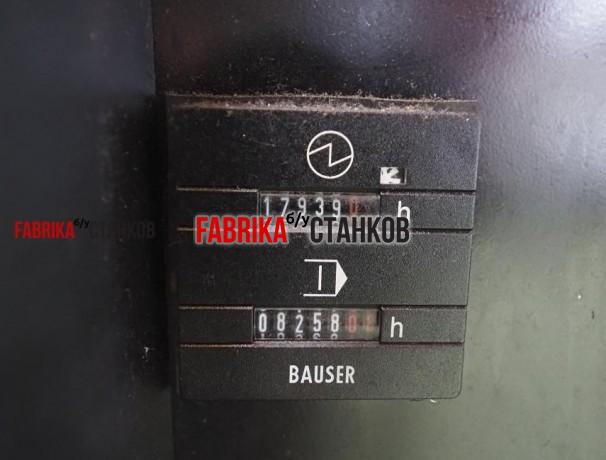 17939 h
FABRIKA б/у СТАНКОВ FABRIKA б/у СТАНКОВ
08258 h
BAUSER